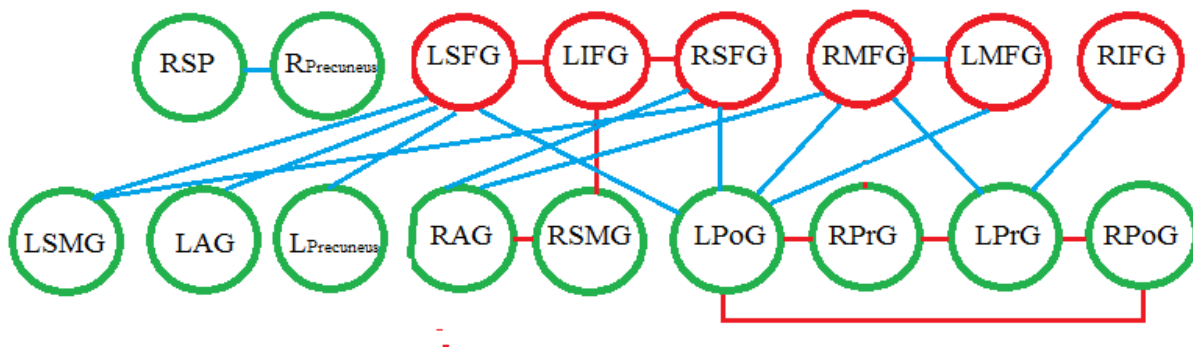 RSP RPrecuneus LSFG LIFG RSFG RMFG LMFG RIFG
LSMG LAG LPrecuneus RAG RSMG LPoG RPrG LPrG RPoG